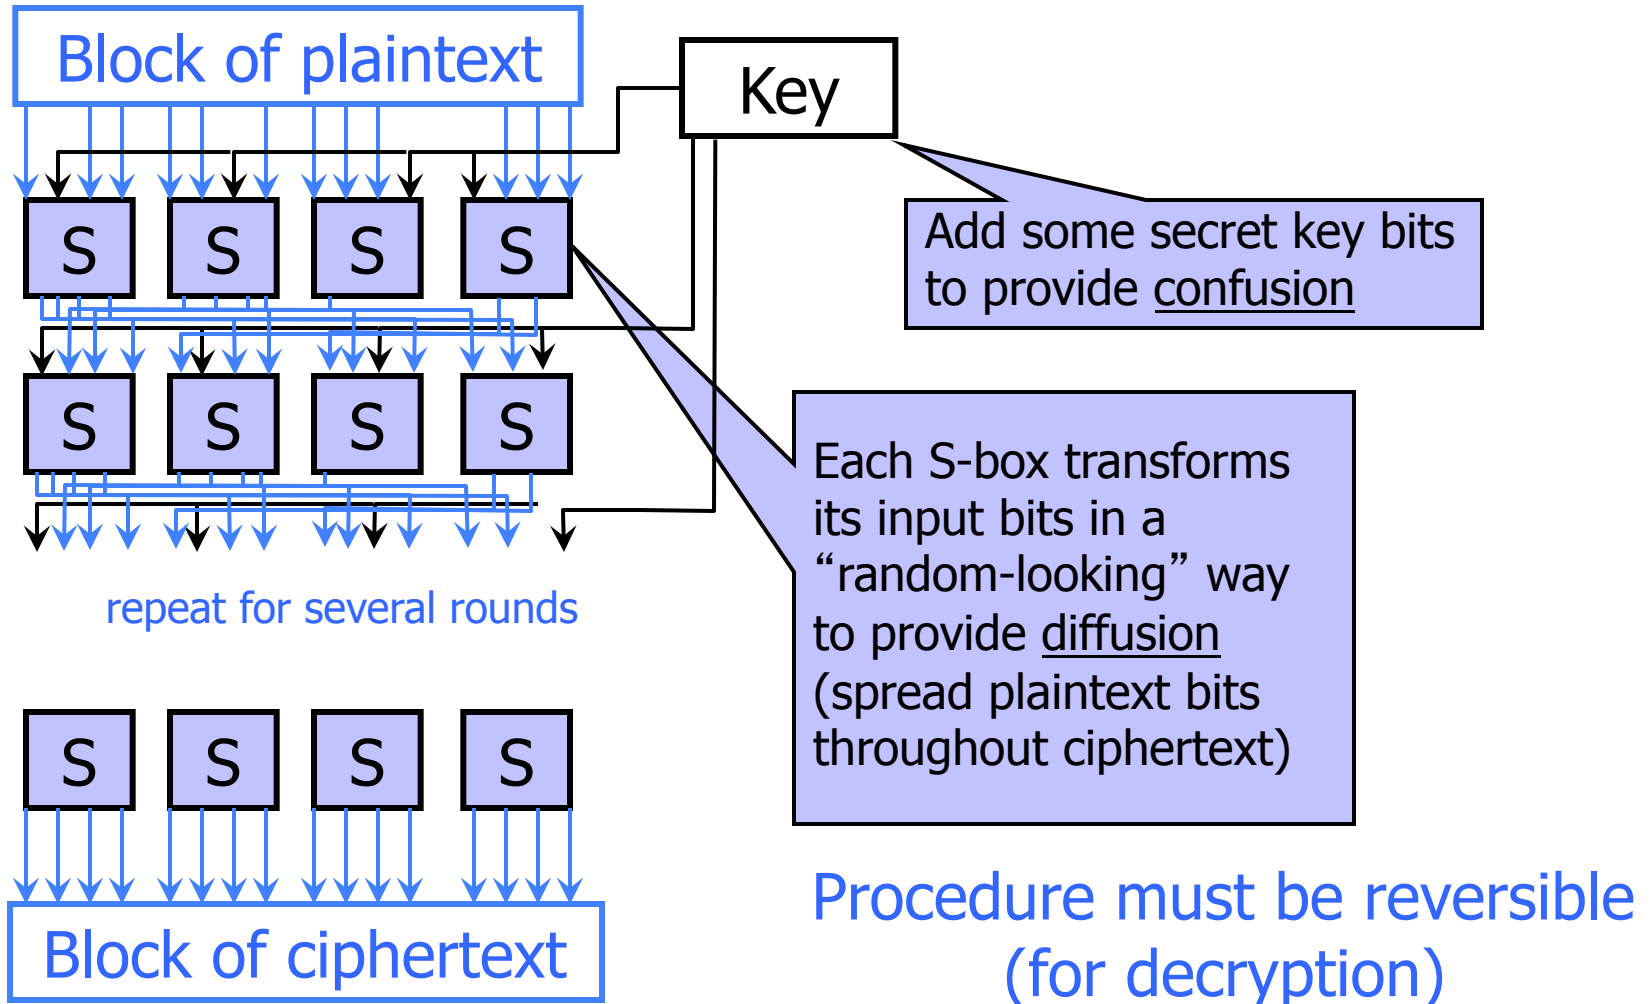 Block of plaintext
Key
Add some secret key bits
to provide confusion
S S S S
S S S S
Each S-box transforms
its input bits in a
“random-looking” way
to provide diffusion
(spread plaintext bits
throughout ciphertext)
repeat for several rounds
S S S S
Block of ciphertext
Procedure must be reversible
(for decryption)